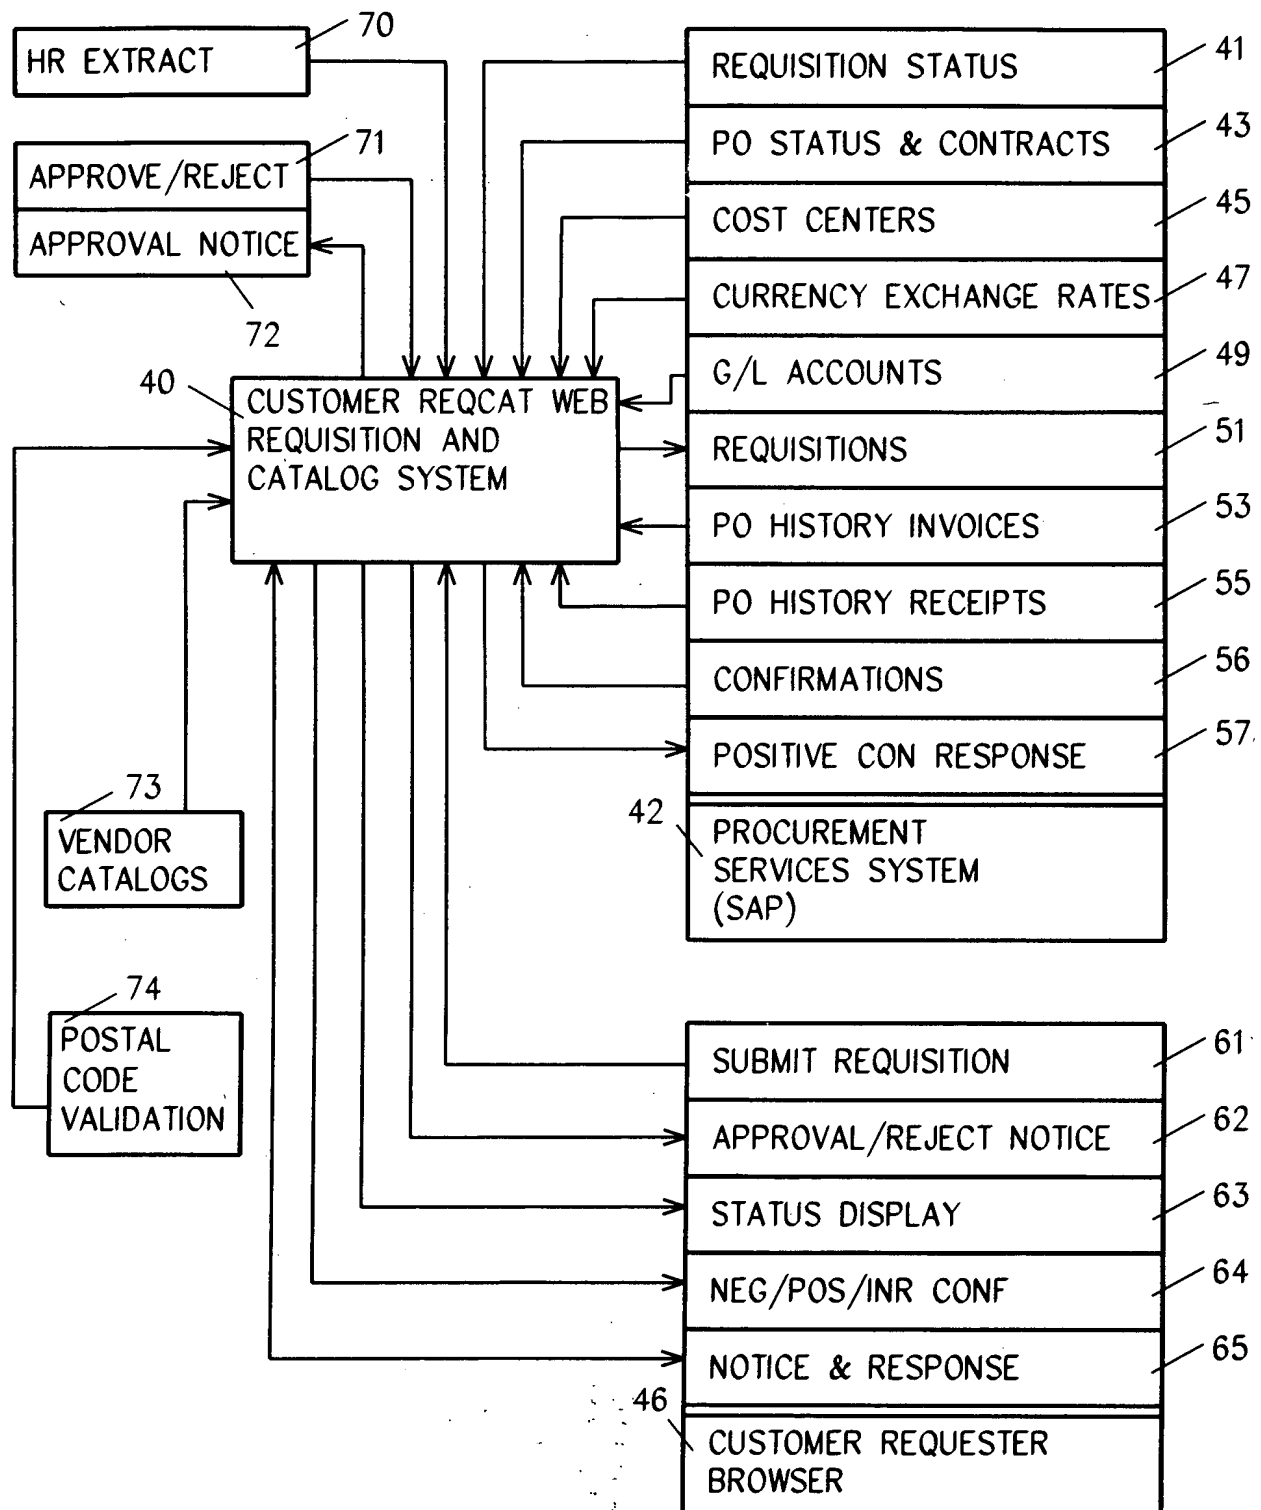 70
HR EXTRACT
71
APPROVE/REJECT
APPROVAL NOTICE
72
40
CUSTOMER REQCAT WEB
REQUISITION AND
CATALOG SYSTEM
73
VENDOR
CATALOGS
74
POSTAL
CODE
VALIDATION
REQUISITION STATUS 41
PO STATUS & CONTRACTS 43
COST CENTERS 45
CURRENCY EXCHANGE RATES 47
G/L ACCOUNTS 49
REQUISITIONS 51
PO HISTORY INVOICES 53
PO HISTORY RECEIPTS 55
CONFIRMATIONS 56
POSITIVE CON RESPONSE 57
42
PROCUREMENT
SERVICES SYSTEM
(SAP)
SUBMIT REQUISITION 61
APPROVAL/REJECT NOTICE 62
STATUS DISPLAY 63
NEG/POS/INR CONF 64
NOTICE & RESPONSE 65
46
CUSTOMER REQUESTER
BROWSER